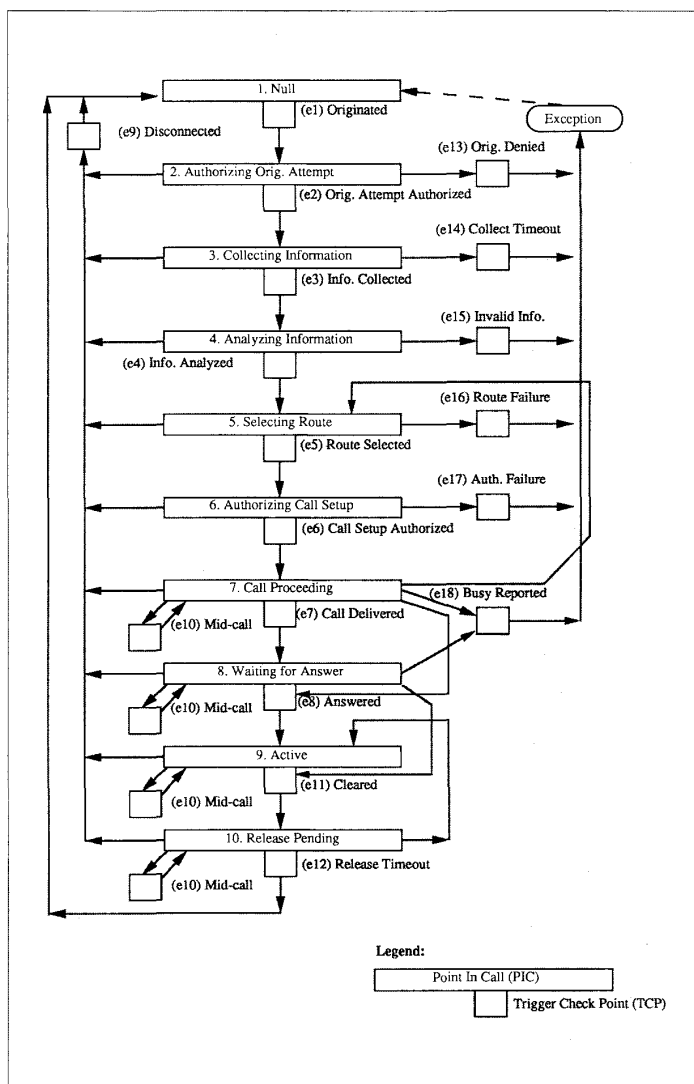 1. Null
(e1) Originated
(e9) Disconnected
Exception
(e13) Orig. Denied
2. Authorizing Orig. Attempt
(e2) Orig. Attempt Authorized
(e14) Collect Timeout
3. Collecting Information
(e3) Info. Collected
(e15) Invalid Info.
4. Analyzing Information
(e4) Info. Analyzed
(e16) Route Failure
5. Selecting Route
(e5) Route Selected
(e17) Auth. Failure
6. Authorizing Call Setup
(e6) Call Setup Authorized
7. Call Proceeding
(e18) Busy Reported
(e10) Mid-call
(e7) Call Delivered
8. Waiting for Answer
(e10) Mid-call
(e8) Answered
9. Active
(e10) Mid-call
(e11) Cleared
10. Release Pending
(e12) Release Timeout
(e10) Mid-call
Legend:
Point In Call (PIC)
Trigger Check Point (TCP)